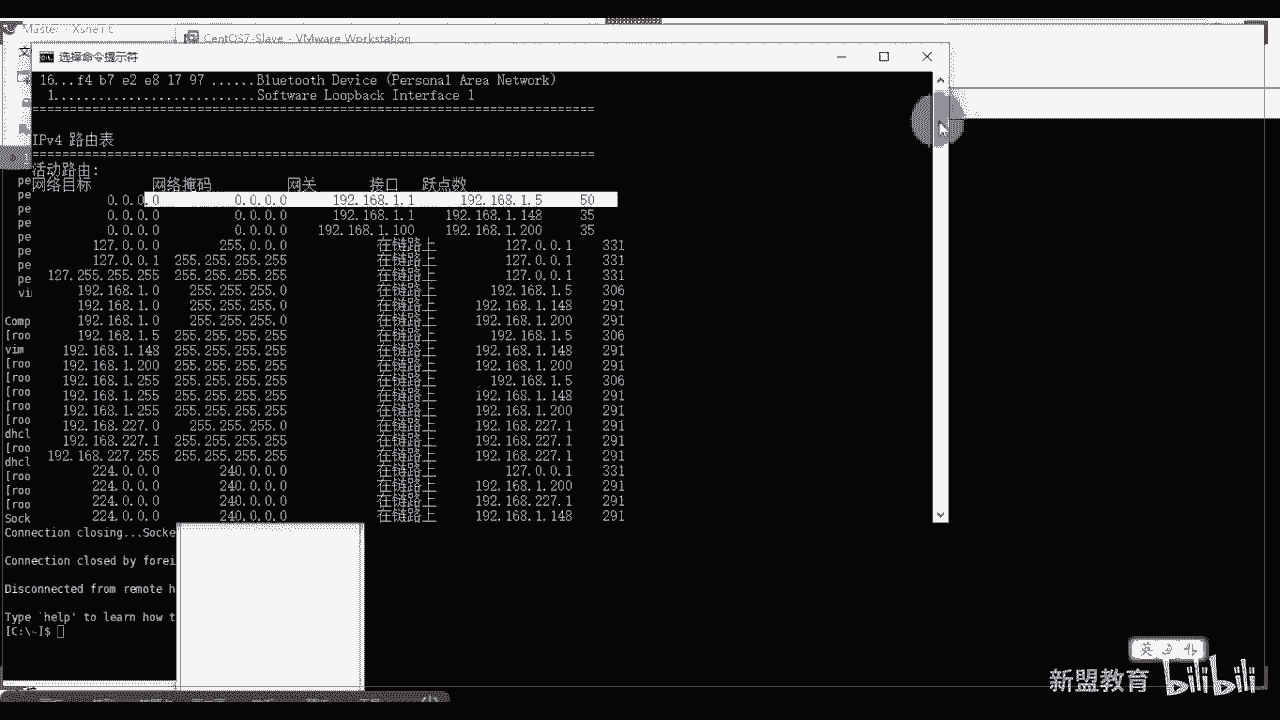 Master - Xshell 6
CentOS7-Slave - VMware Workstation
选择命令提示符
16...f4 b7 e2 e8 17 97 ......Bluetooth Device (Personal Area Network)
1...........................Software Loopback Interface 1
===========================================================================
IPv4 路由表
===========================================================================
活动路由:
网络目标 网络掩码 网关 接口 跃点数
0.0.0.0 0.0.0.0 192.168.1.1 192.168.1.5 50
0.0.0.0 0.0.0.0 192.168.1.1 192.168.1.148 35
0.0.0.0 0.0.0.0 192.168.1.100 192.168.1.200 35
127.0.0.0 255.0.0.0 在链路上 127.0.0.1 331
127.0.0.1 255.255.255.255 在链路上 127.0.0.1 331
127.255.255.255 255.255.255.255 在链路上 127.0.0.1 331
192.168.1.0 255.255.255.0 在链路上 192.168.1.5 306
192.168.1.0 255.255.255.0 在链路上 192.168.1.148 291
192.168.1.0 255.255.255.0 在链路上 192.168.1.200 291
192.168.1.5 255.255.255.255 在链路上 192.168.1.5 306
192.168.1.148 255.255.255.255 在链路上 192.168.1.148 291
192.168.1.200 255.255.255.255 在链路上 192.168.1.200 291
192.168.1.255 255.255.255.255 在链路上 192.168.1.5 306
192.168.1.255 255.255.255.255 在链路上 192.168.1.148 291
192.168.1.255 255.255.255.255 在链路上 192.168.1.200 291
192.168.227.0 255.255.255.0 在链路上 192.168.227.1 291
192.168.227.1 255.255.255.255 在链路上 192.168.227.1 291
192.168.227.255 255.255.255.255 在链路上 192.168.227.1 291
224.0.0.0 240.0.0.0 在链路上 127.0.0.1 331
224.0.0.0 240.0.0.0 在链路上 192.168.1.200 291
224.0.0.0 240.0.0.0 在链路上 192.168.227.1 291
224.0.0.0 240.0.0.0 在链路上 192.168.1.148 291
文
pe
pe
pe
pe
pe
pe
pe
pe
vi
Comp
[roo
vim
[roo
[roo
[roo
[roo
[roo
dhcl
[roo
dhcl
[roo
[roo
[roo
Sock
Connection closing...Socke
Connection closed by forei
Disconnected from remote h
Type `help' to learn how t
[C:\~]$
英
新盟教育 bilibili